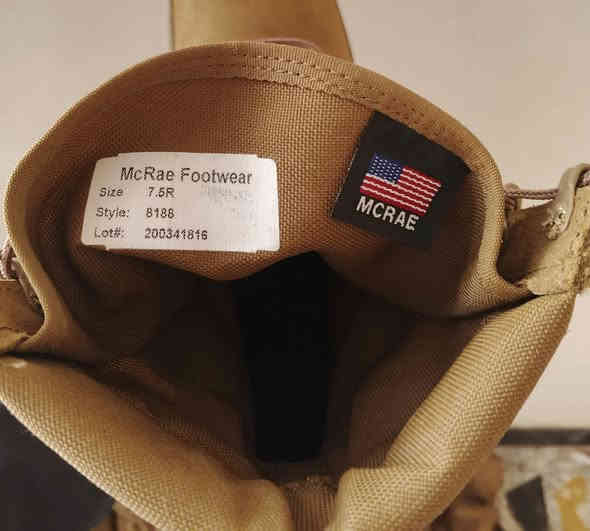 McRae Footwear
Size 7.5R
Style: 8188
Lot#: 200341816
MCRAE